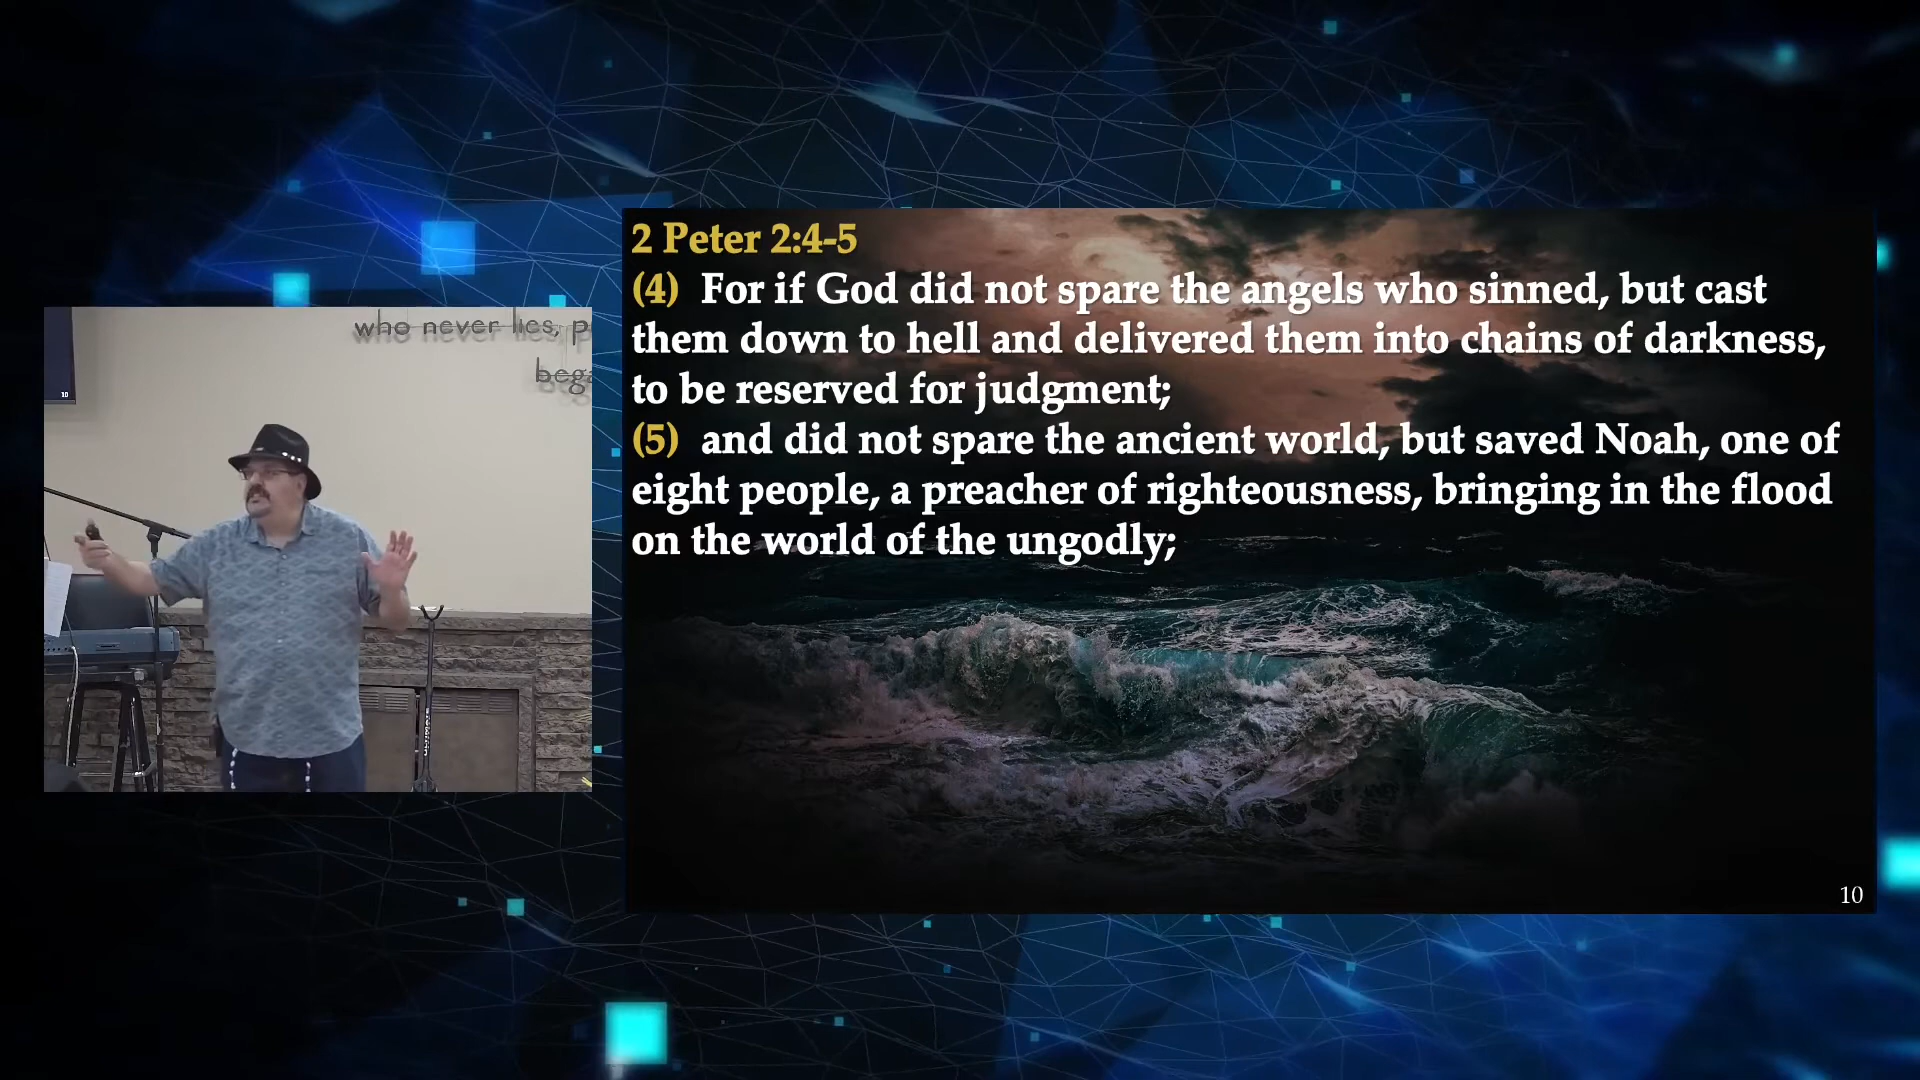 who never lies, p
bega
10
2 Peter 2:4-5
(4) For if God did not spare the angels who sinned, but cast
them down to hell and delivered them into chains of darkness,
to be reserved for judgment;
(5) and did not spare the ancient world, but saved Noah, one of
eight people, a preacher of righteousness, bringing in the flood
on the world of the ungodly;
10